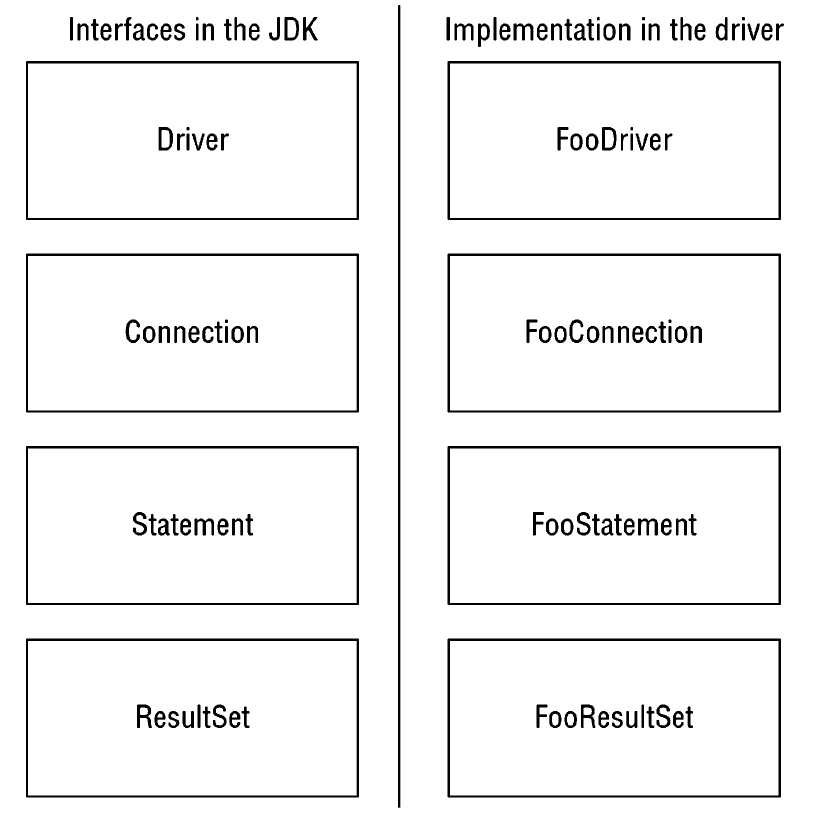 Interfaces in the JDK
Implementation in the driver
Driver
FooDriver
Connection
FooConnection
Statement
FooStatement
ResultSet
FooResultSet